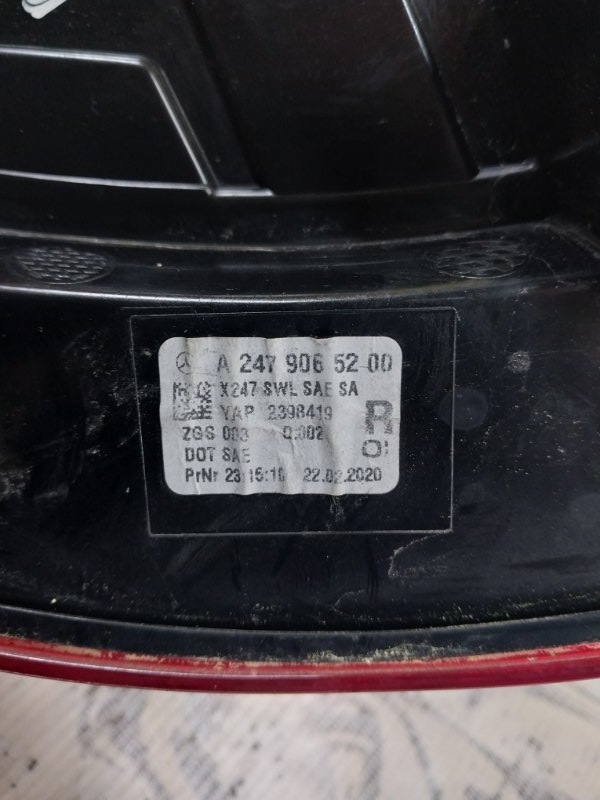 A 247 906 52 00
X247 SWL SAE SA
YAP 2398419
ZGS 003 Q:002
DOT SAE
R
O:
PrNr 23:15:10 22.02.2020